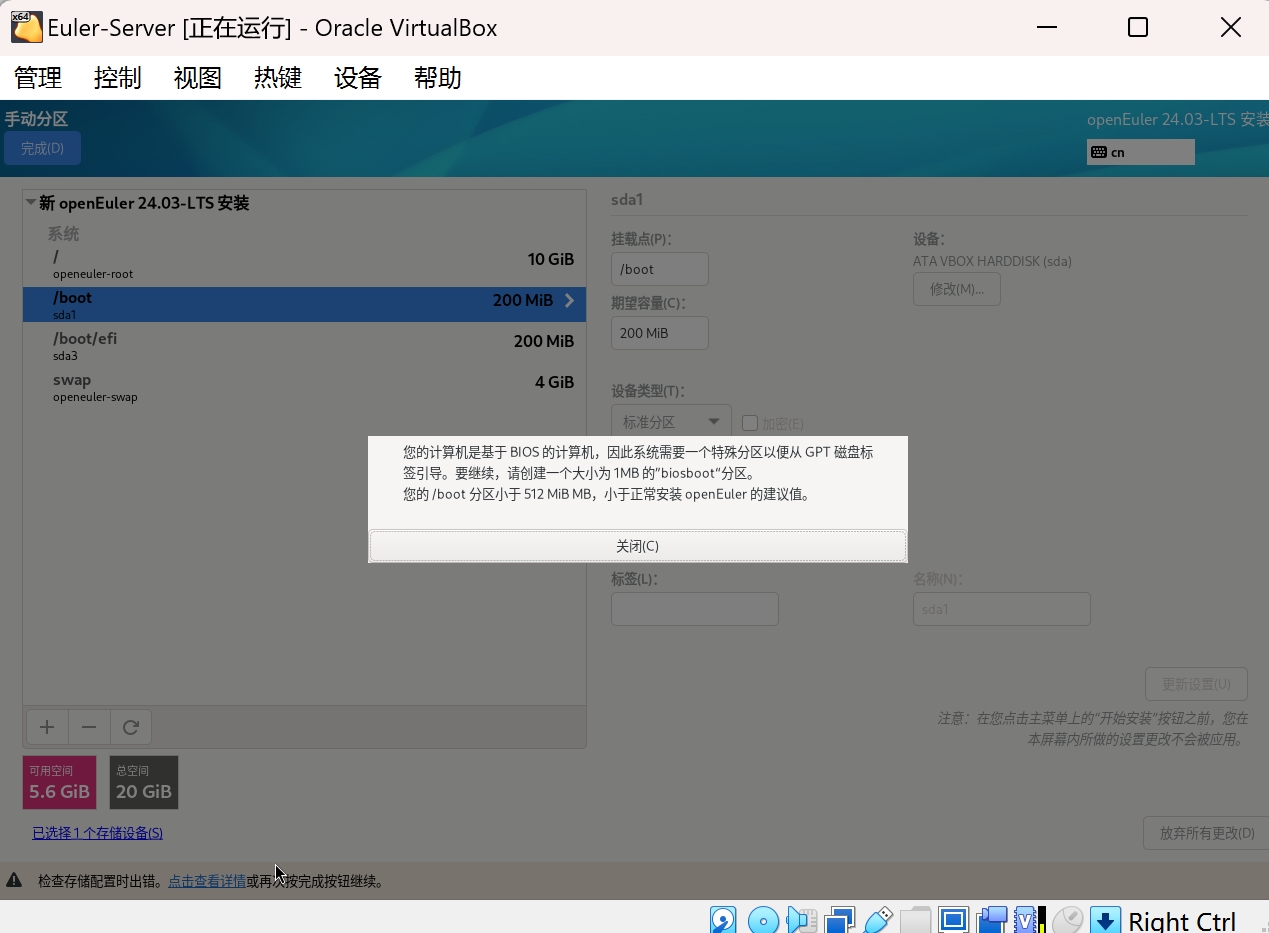 x64
Euler-Server [正在运行] - Oracle VirtualBox
管理 控制 视图 热键 设备 帮助
手动分区
openEuler 24.03-LTS 安装
完成(D)
cn
新 openEuler 24.03-LTS 安装
系统
/
10 GiB
openeuler-root
/boot
200 MiB
sda1
/boot/efi
200 MiB
sda3
swap
4 GiB
openeuler-swap
sda1
挂载点(P)：
设备：
/boot
ATA VBOX HARDDISK (sda)
修改(M)...
期望容量(C)：
200 MiB
设备类型(T)：
标准分区
加密(E)
您的计算机是基于 BIOS 的计算机，因此系统需要一个特殊分区以便从 GPT 磁盘标
签引导。要继续，请创建一个大小为 1MB 的"biosboot"分区。
您的 /boot 分区小于 512 MiB MB，小于正常安装 openEuler 的建议值。
关闭(C)
标签(L)：
名称(N)：
sda1
更新设置(U)
注意：在您点击主菜单上的"开始安装"按钮之前，您在
本屏幕内所做的设置更改不会被应用。
可用空间
5.6 GiB
总空间
20 GiB
已选择 1 个存储设备(S)
放弃所有更改(D)
检查存储配置时出错。点击查看详情或再次按完成按钮继续。
Right Ctrl